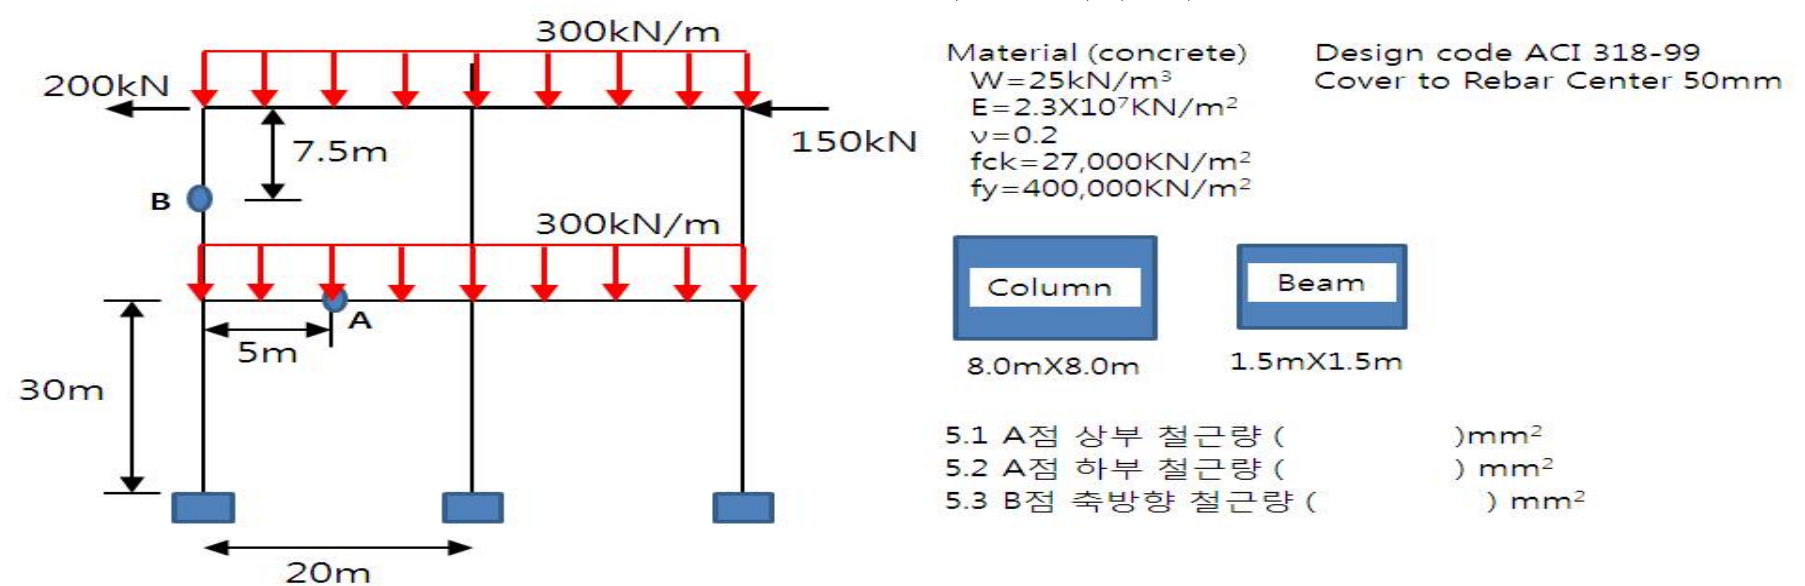 300kN/m
200kN
7.5m
150kN
B
300kN/m
A
5m
30m
20m
Material (concrete)
W=25kN/m³
E=2.3X10⁷KN/m²
ν=0.2
fck=27,000KN/m²
fy=400,000KN/m²
Design code ACI 318-99
Cover to Rebar Center 50mm
Column
Beam
8.0mX8.0m
1.5mX1.5m
5.1 A점 상부 철근량 ( )mm²
5.2 A점 하부 철근량 ( ) mm²
5.3 B점 축방향 철근량 ( ) mm²